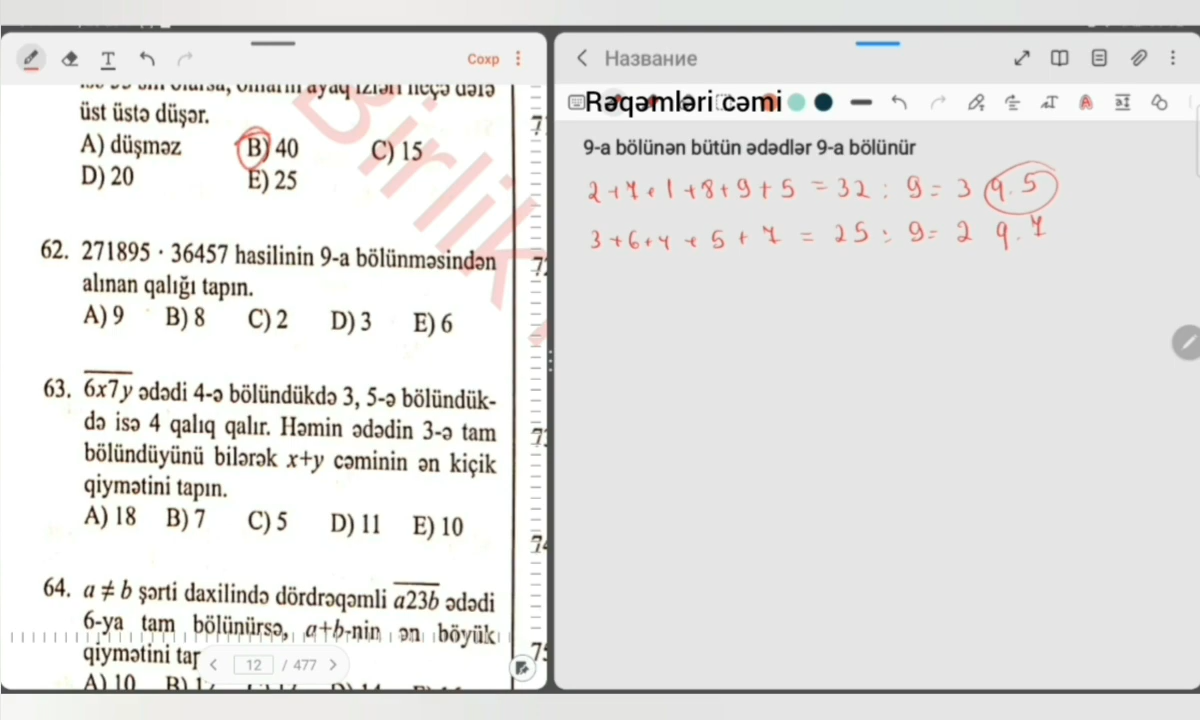 Сохр
üst üstə düşər.
A) düşməz B) 40 C) 15
D) 20 E) 25
62. 271895 · 36457 hasilinin 9-a bölünməsindən
alınan qalığı tapın.
A) 9 B) 8 C) 2 D) 3 E) 6
63. 6x7y ədədi 4-ə bölündükdə 3, 5-ə bölündük-
də isə 4 qalıq qalır. Həmin ədədin 3-ə tam
bölündüyünü bilərək x+y cəminin ən kiçik
qiymətini tapın.
A) 18 B) 7 C) 5 D) 11 E) 10
64. a ≠ b şərti daxilində dördrəqəmli a23b ədədi
6-ya tam bölünürsə, a+b-nin ən böyük
qiymətini
A) 10
12 / 477
Birlik
Название
Rəqəmləri cəmi
9-a bölünən bütün ədədlər 9-a bölünür
2+7+1+8+9+5 = 32 : 9 = 3 q.5
3+6+4+5+7 = 25 : 9 = 2 q.7